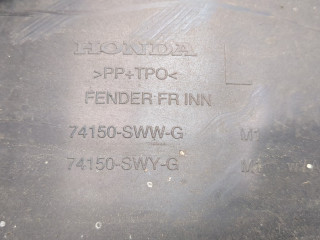 HONDA
>PP+TPO<
FENDER FR INN
74150-SWW-G
74150-SWY-G